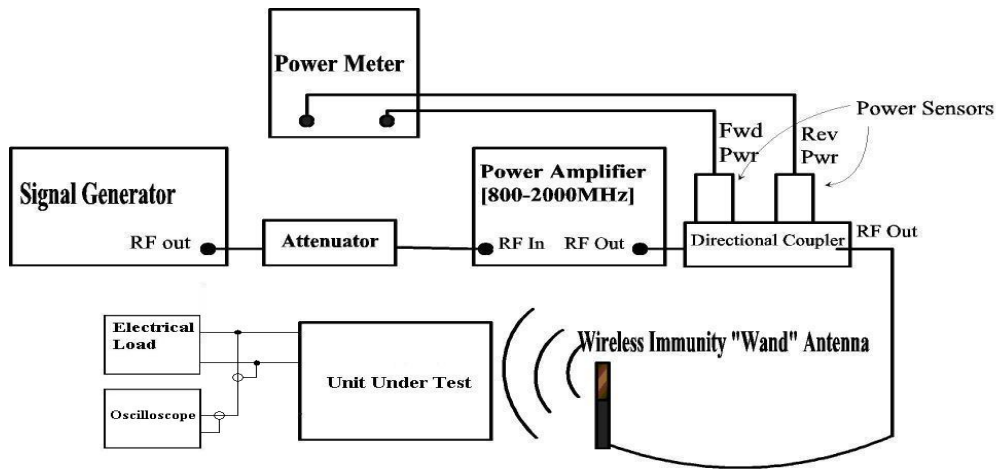 Power Meter
Fwd
Pwr
Rev
Pwr
Power Sensors
Signal Generator
RF out
Attenuator
Power Amplifier
[800-2000MHz]
RF In
RF Out
Directional Coupler
RF Out
Electrical
Load
Oscilloscope
Unit Under Test
Wireless Immunity "Wand" Antenna